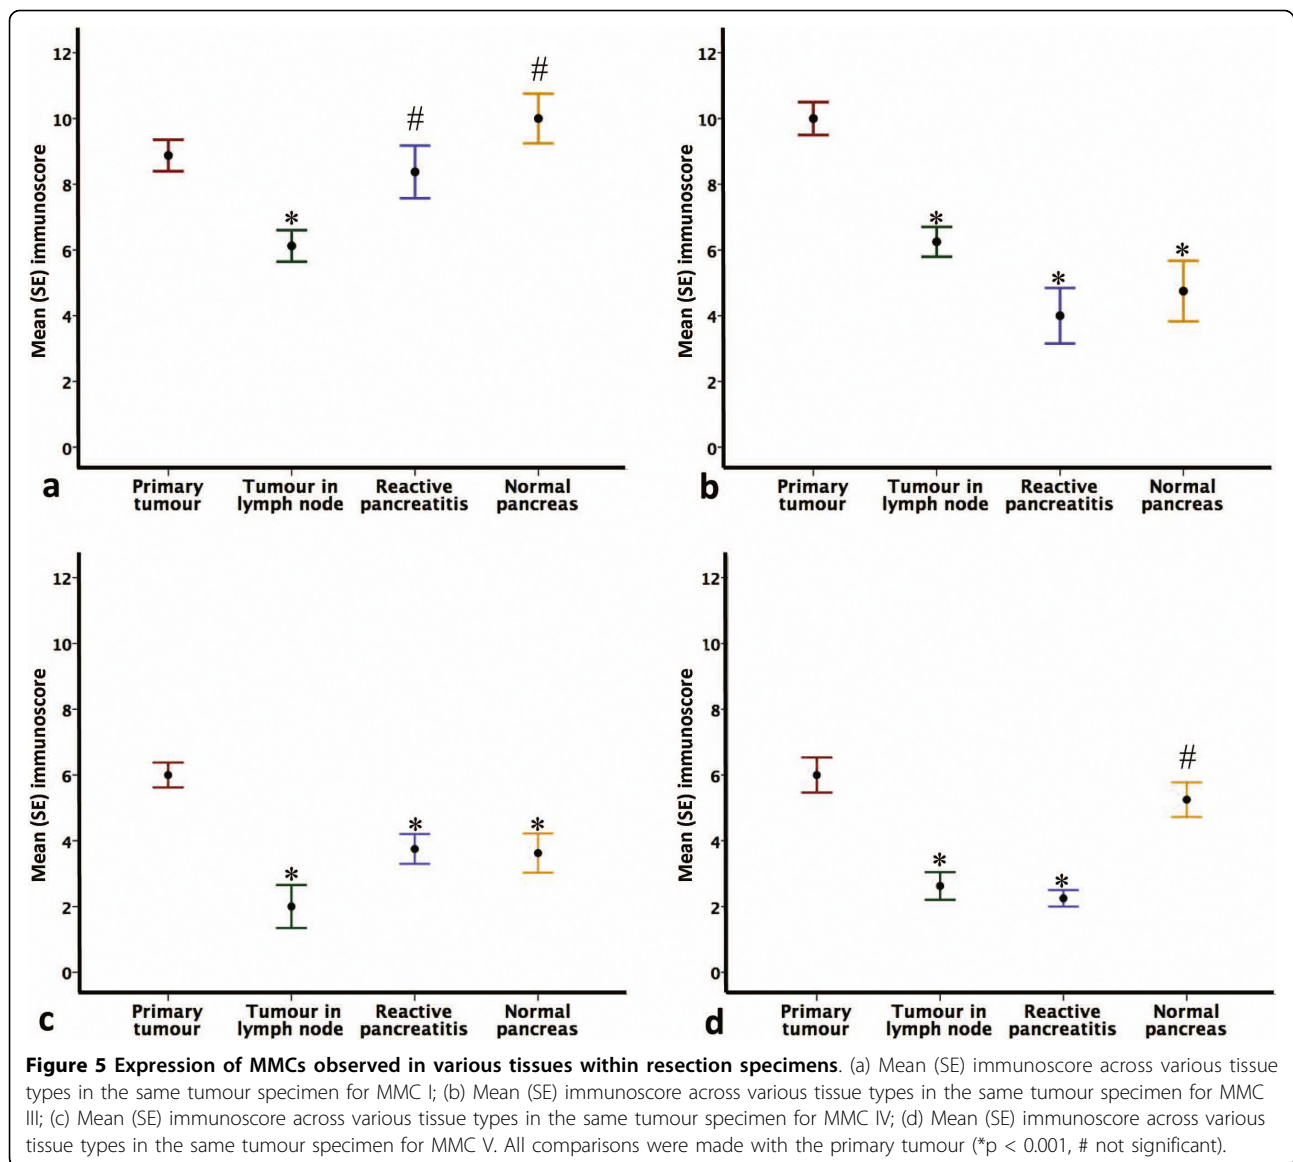 12
10
8
6
4
2
0
Mean (SE) immunoscore
*
#
#
a
Primary tumour
Tumour in lymph node
Reactive pancreatitis
Normal pancreas
12
10
8
6
4
2
0
Mean (SE) immunoscore
*
*
*
b
Primary tumour
Tumour in lymph node
Reactive pancreatitis
Normal pancreas
12
10
8
6
4
2
0
Mean (SE) immunoscore
*
*
*
c
Primary tumour
Tumour in lymph node
Reactive pancreatitis
Normal pancreas
12
10
8
6
4
2
0
Mean (SE) immunoscore
*
*
#
d
Primary tumour
Tumour in lymph node
Reactive pancreatitis
Normal pancreas
Figure 5 Expression of MMCs observed in various tissues within resection specimens. (a) Mean (SE) immunoscore across various tissue
types in the same tumour specimen for MMC I; (b) Mean (SE) immunoscore across various tissue types in the same tumour specimen for MMC
III; (c) Mean (SE) immunoscore across various tissue types in the same tumour specimen for MMC IV; (d) Mean (SE) immunoscore across various
tissue types in the same tumour specimen for MMC V. All comparisons were made with the primary tumour (*p < 0.001, # not significant).